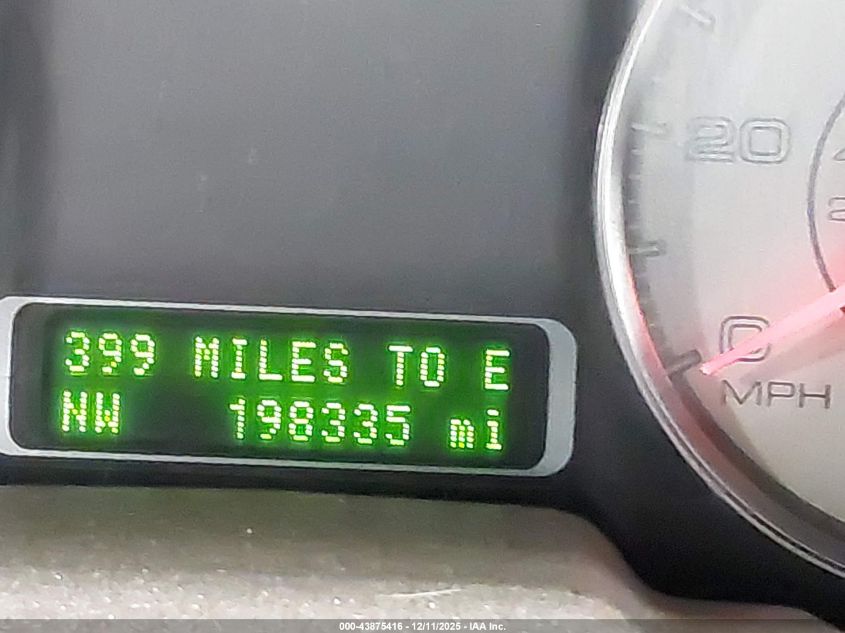 20
0
MPH
399 MILES TO E
NW 198335 mi
000-43875416 - 12/11/2025 - IAA Inc.